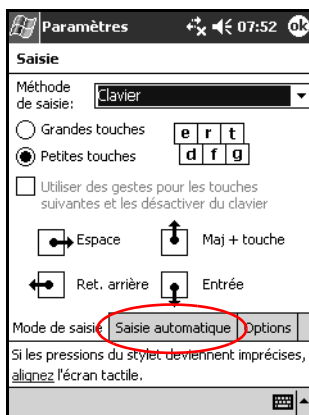 Paramètres 07:52 ok
Saisie
Méthode de saisie: Clavier
Grandes touches
e r t
Petites touches
d f g
Utiliser des gestes pour les touches
suivantes et les désactiver du clavier
Espace Maj + touche
Ret. arrière Entrée
Mode de saisie Saisie automatique Options
Si les pressions du stylet deviennent imprécises,
alignez l'écran tactile.